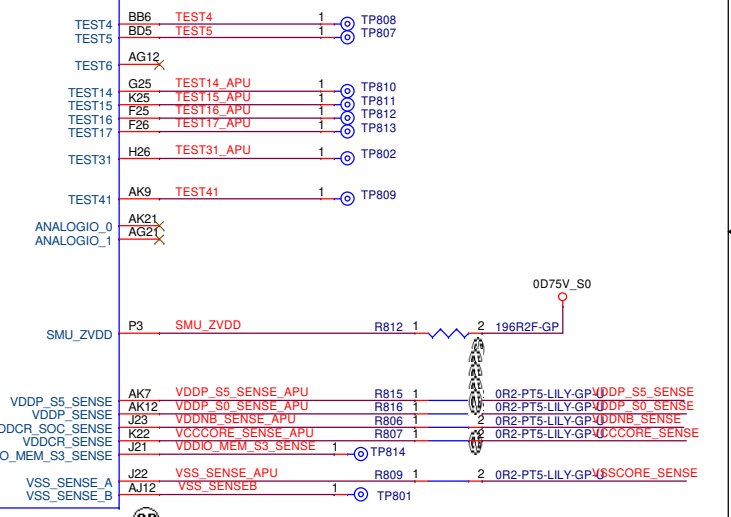 TEST4 BB6 TEST4 1 TP808
TEST5 BD5 TEST5 1 TP807
TEST6 AG12
TEST14 G25 TEST14_APU 1 TP810
TEST15 K25 TEST15_APU 1 TP811
TEST16 F25 TEST16_APU 1 TP812
TEST17 F26 TEST17_APU 1 TP813
TEST31 H26 TEST31_APU 1 TP802
TEST41 AK9 TEST41 1 TP809
ANALOGIO_0 AK21
ANALOGIO_1 AG21
0D75V_S0
SMU_ZVDD P3 SMU_ZVDD R812 1 2 196R2F-GP
VDDP_S5_SENSE AK7 VDDP_S5_SENSE_APU R815 1 0R2-PT5-LILY-GP-U VDDP_S5_SENSE
VDDP_SENSE AK12 VDDP_S0_SENSE_APU R816 1 2 0R2-PT5-LILY-GP-U VDDP_S0_SENSE
DDCR_SOC_SENSE J23 VDDNB_SENSE_APU R806 1 2 0R2-PT5-LILY-GP-U VDDNB_SENSE
VDDCR_SENSE K22 VCCCORE_SENSE_APU R807 1 2 0R2-PT5-LILY-GP-U VCCCORE_SENSE
O_MEM_S3_SENSE J21 VDDIO_MEM_S3_SENSE 1 TP814
VSS_SENSE_A J22 VSS_SENSE_APU R809 1 2 0R2-PT5-LILY-GP-U VSSCORE_SENSE
VSS_SENSE_B AJ12 VSS_SENSEB 1 TP801